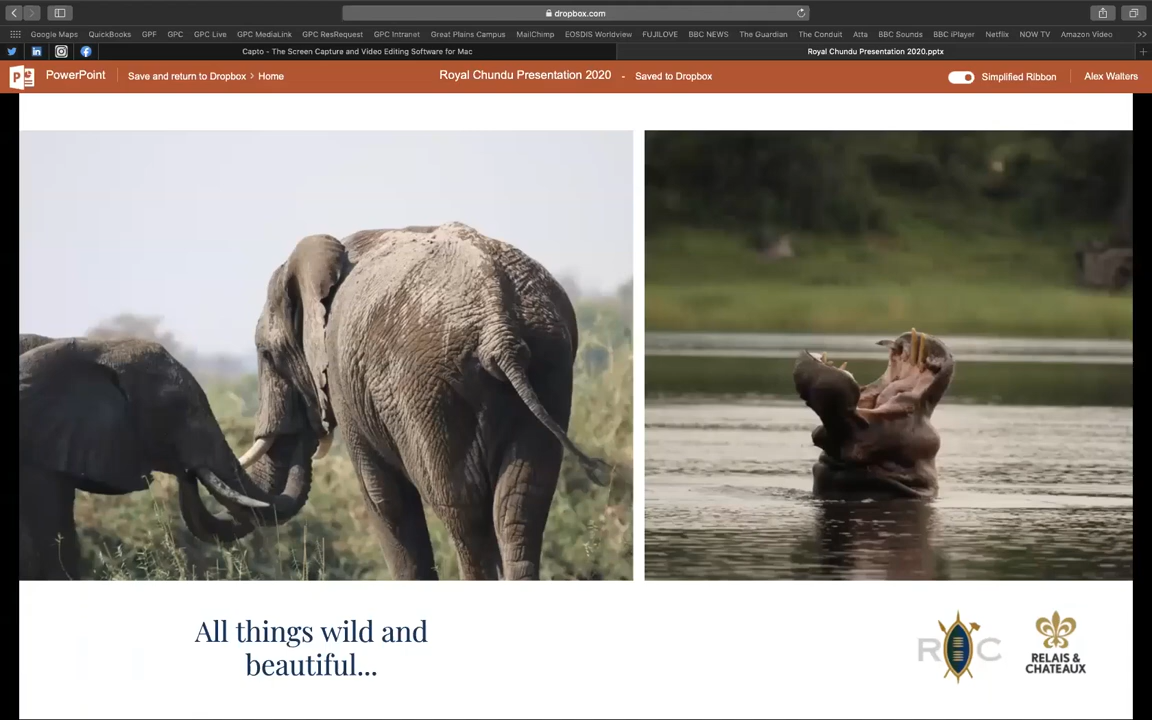 dropbox.com
Google Maps QuickBooks GPF GPC GPC Live GPC MediaLink GPC ResRequest GPC Intranet Great Plains Campus MailChimp EOSDIS Worldview FUJILOVE BBC NEWS The Guardian The Conduit Atta BBC Sounds BBC iPlayer Netflix NOW TV Amazon Video
Capto - The Screen Capture and Video Editing Software for Mac Royal Chundu Presentation 2020.pptx
PowerPoint Save and return to Dropbox > Home Royal Chundu Presentation 2020 - Saved to Dropbox Simplified Ribbon Alex Walters
All things wild and
beautiful...
R C
RELAIS &
CHATEAUX